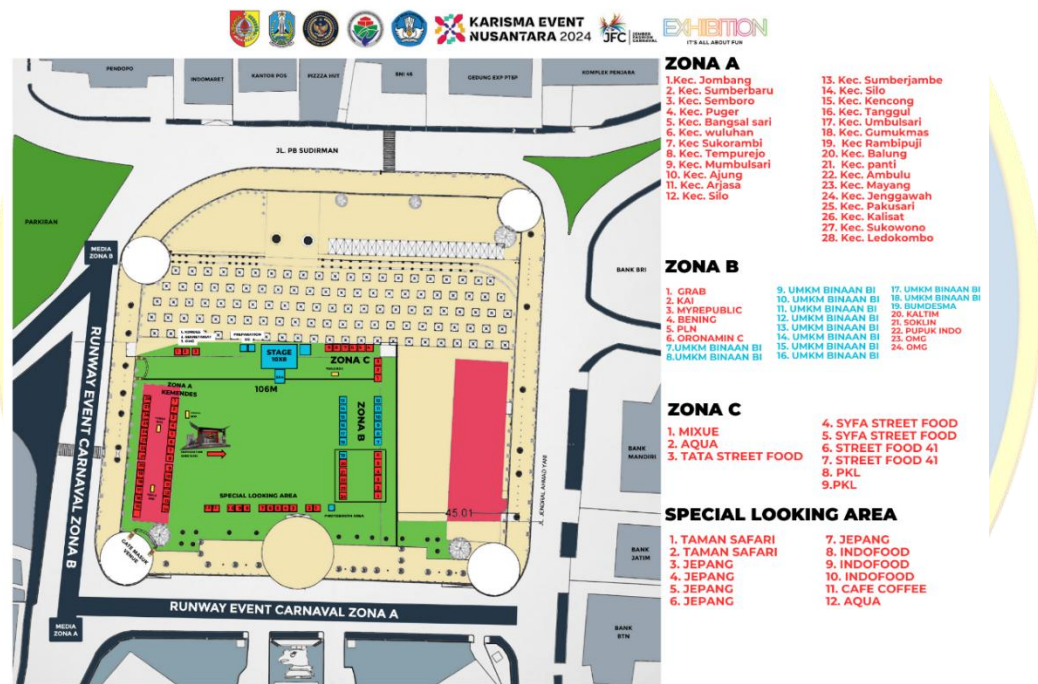 KARISMA EVENT
NUSANTARA 2024
JFC
JEMBER
FASHION
CARNAVAL
EXHIBITION
IT'S ALL ABOUT FUN
PENDOPO
INDOMARET
KANTOR POS
PIZZZA HUT
BNI 46
GEDUNG EXP PTEP
KOMPLEK PENJARA
JL. PB SUDIRMAN
PARKIRAN
MEDIA
ZONA B
BANK BRI
RUNWAY EVENT CARNAVAL ZONA B
STAGE
10X8
ZONA C
106M
ZONA A
KEMENDES
ZONA B
SPECIAL LOOKING AREA
45.01
JL. JENDRAL AHMAD YANI
BANK
MANDIRI
BANK
JATIM
BANK
BTN
GATE MASUK
VENUE
RUNWAY EVENT CARNAVAL ZONA A
MEDIA
ZONA A
ZONA A
1.Kec. Jombang
2. Kec. Sumberbaru
3. Kec. Semboro
4. Kec. Puger
5. Kec. Bangsal sari
6. Kec. wuluhan
7. Kec Sukorambi
8. Kec. Tempurejo
9. Kec. Mumbulsari
10. Kec. Ajung
11. Kec. Arjasa
12. Kec. Silo
13. Kec. Sumberjambe
14. Kec. Silo
15. Kec. Kencong
16. Kec. Tanggul
17. Kec. Umbulsari
18. Kec. Gumukmas
19. Kec Rambipuji
20. Kec. Balung
21. Kec. panti
22. Kec. Ambulu
23. Kec. Mayang
24. Kec. Jenggawah
25. Kec. Pakusari
26. Kec. Kalisat
27. Kec. Sukowono
28. Kec. Ledokombo
ZONA B
1. GRAB
2. KAI
3. MYREPUBLIC
4. BENING
5. PLN
6. ORONAMIN C
7.UMKM BINAAN BI
8.UMKM BINAAN BI
9. UMKM BINAAN BI
10. UMKM BINAAN BI
11. UMKM BINAAN BI
12. UMKM BINAAN BI
13. UMKM BINAAN BI
14. UMKM BINAAN BI
15. UMKM BINAAN BI
16. UMKM BINAAN BI
17. UMKM BINAAN BI
18. UMKM BINAAN BI
19. BUMDESMA
20. KALTIM
21. SOKLIN
22. PUPUK INDO
23. OMG
24. OMG
ZONA C
1. MIXUE
2. AQUA
3. TATA STREET FOOD
4. SYFA STREET FOOD
5. SYFA STREET FOOD
6. STREET FOOD 41
7. STREET FOOD 41
8. PKL
9.PKL
SPECIAL LOOKING AREA
1. TAMAN SAFARI
2. TAMAN SAFARI
3. JEPANG
4. JEPANG
5. JEPANG
6. JEPANG
7. JEPANG
8. INDOFOOD
9. INDOFOOD
10. INDOFOOD
11. CAFE COFFEE
12. AQUA